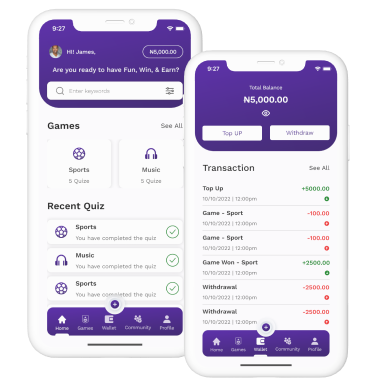 9:27
Hi! James,
₦5,000.00
Are you ready to have Fun, Win, & Earn?
Enter keywords
Games
See All
Sports
5 Quize
Music
5 Quize
Recent Quiz
Sports
You have completed the quiz
Music
You have completed the quiz
Sports
You have completed the quiz
Home
Games
Wallet
Community
Profile
9:27
Total Balance
₦5,000.00
Top UP
Withdraw
Transaction
See All
Top Up
+5000.00
10/10/2022 | 12:00pm
Game - Sport
-100.00
10/10/2022 | 12:00pm
Game - Sport
-100.00
10/10/2022 | 12:00pm
Game Won - Sport
+2500.00
10/10/2022 | 12:00pm
Withdrawal
-2500.00
10/10/2022 | 12:00pm
Withdrawal
-2500.00
10/10/2022 | 12:00pm
Home
Games
Wallet
Community
Profile